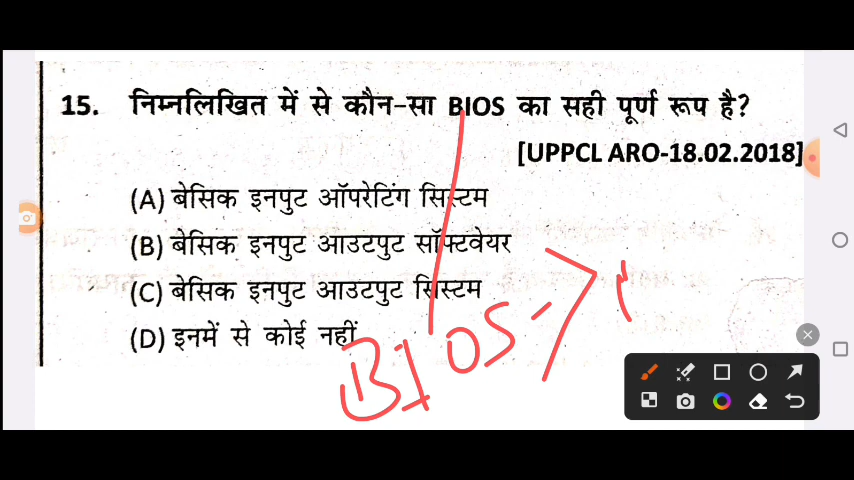 15. निम्नलिखित में से कौन-सा BIOS का सही पूर्ण रूप है?
[UPPCL ARO-18.02.2018]
(A) बेसिक इनपुट ऑपरेटिंग सिस्टम
(B) बेसिक इनपुट आउटपुट सॉफ्टवेयर
(C) बेसिक इनपुट आउटपुट सिस्टम
(D) इनमें से कोई नहीं
BIOS